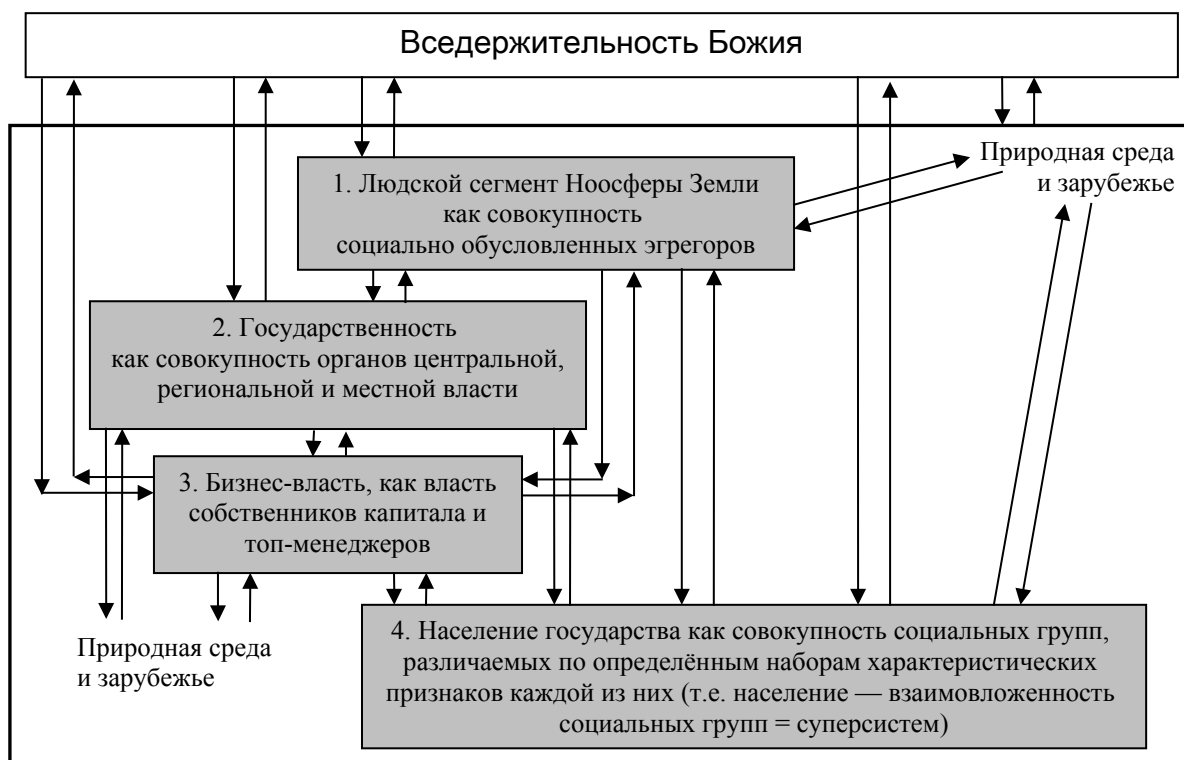 Вседержительность Божия
Природная среда
и зарубежье
1. Людской сегмент Ноосферы Земли
как совокупность
социально обусловленных эгрегоров
2. Государственность
как совокупность органов центральной,
региональной и местной власти
3. Бизнес-власть, как власть
собственников капитала и
топ-менеджеров
Природная среда
и зарубежье
4. Население государства как совокупность социальных групп,
различаемых по определённым наборам характеристических
признаков каждой из них (т.е. население — взаимовложенность
социальных групп = суперсистем)